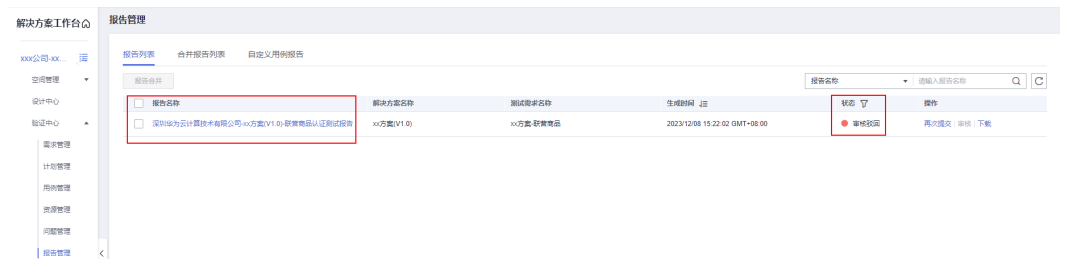 解决方案工作台
报告管理
xxx公司-xx...
空间管理
设计中心
验证中心
需求管理
计划管理
用例管理
资源管理
问题管理
报告管理
报告列表 合并报告列表 自定义用例报告
报告合并
报告名称 请输入报告名称
报告名称 解决方案名称 测试需求名称 生成时间 状态 操作
深圳华为云计算技术有限公司-xx方案(V1.0)-联营商品认证测试报告 xx方案(V1.0) xx方案-联营商品 2023/12/08 15:22:02 GMT+08:00 审核驳回 再次提交 审核 下载